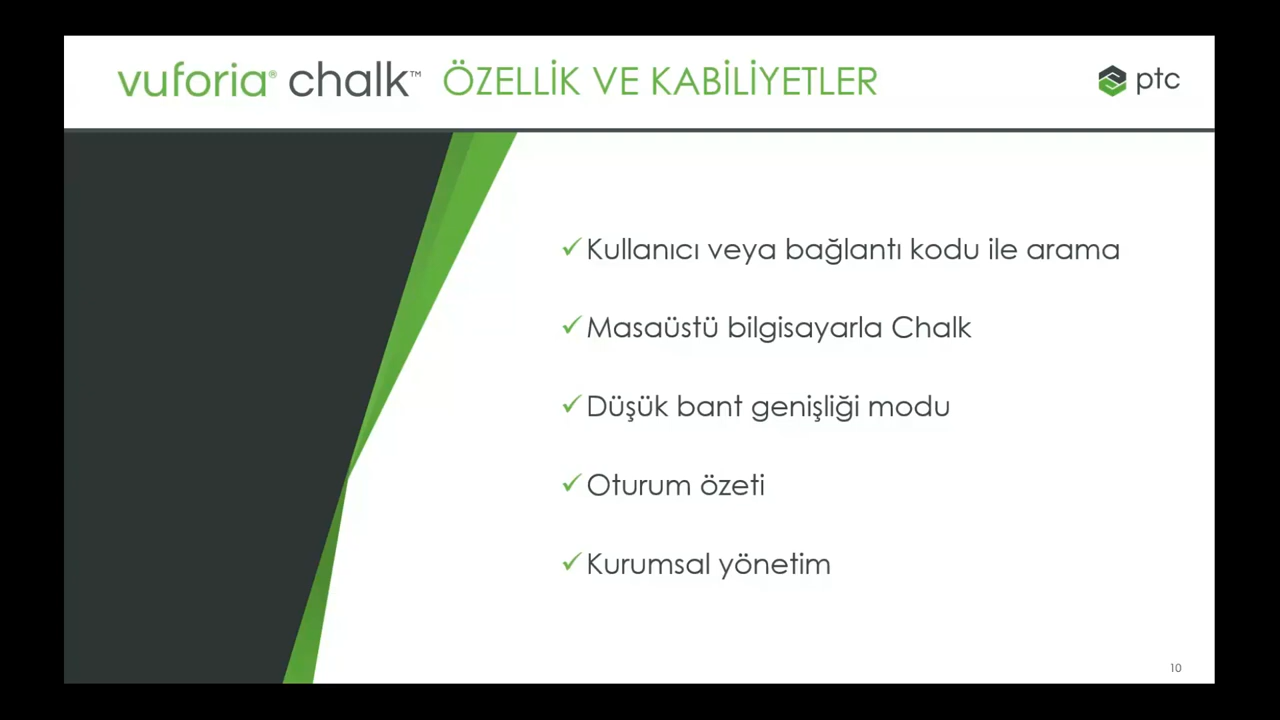 vuforia® chalk™ ÖZELLİK VE KABİLİYETLER
ptc
✓Kullanıcı veya bağlantı kodu ile arama
✓Masaüstü bilgisayarla Chalk
✓Düşük bant genişliği modu
✓Oturum özeti
✓Kurumsal yönetim
10